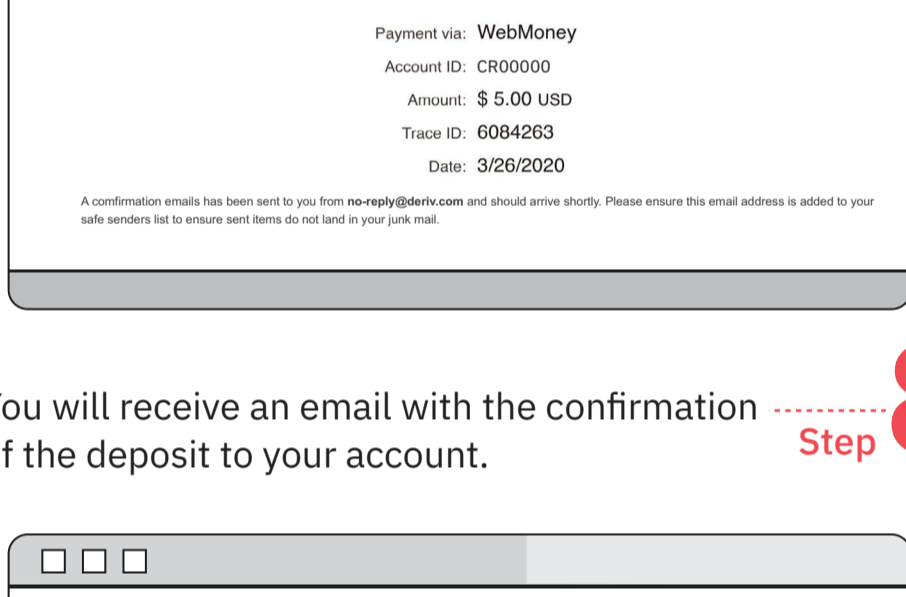 Payment via: WebMoney
Account ID: CR00000
Amount: $ 5.00 USD
Trace ID: 6084263
Date: 3/26/2020
A comfirmation emails has been sent to you from no-reply@deriv.com and should arrive shortly. Please ensure this email address is added to your
safe senders list to ensure sent items do not land in your junk mail.
ou will receive an email with the confirmation
f the deposit to your account.
Step